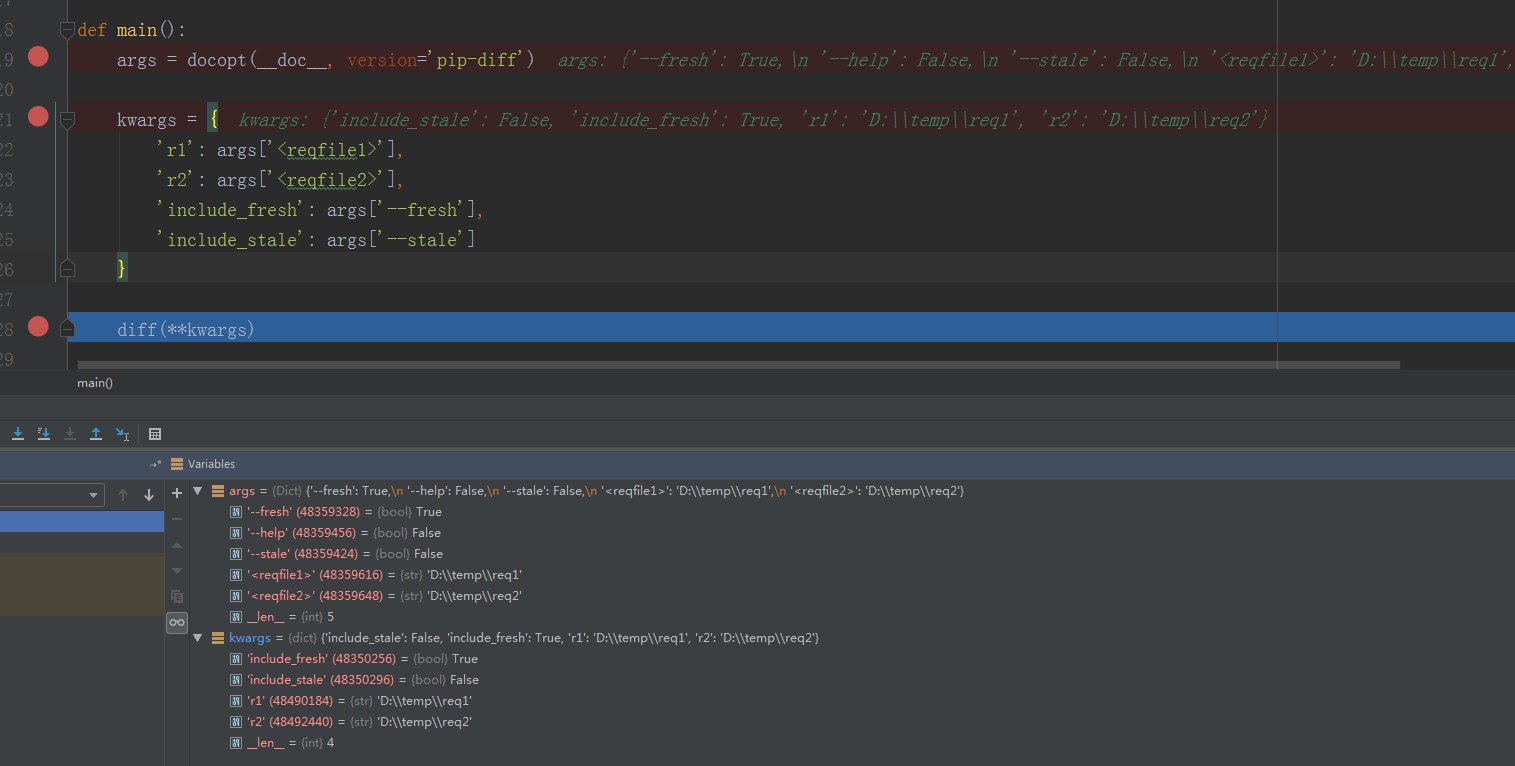 17
18 def main():
19 args = docopt(__doc__, version='pip-diff') args: {'--fresh': True,\n '--help': False,\n '--stale': False,\n '<reqfile1>': 'D:\\temp\\req1',
20
21 kwargs = { kwargs: {'include_stale': False, 'include_fresh': True, 'r1': 'D:\\temp\\req1', 'r2': 'D:\\temp\\req2'}
22 'r1': args['<reqfile1>'],
23 'r2': args['<reqfile2>'],
24 'include_fresh': args['--fresh'],
25 'include_stale': args['--stale']
26 }
27
28 diff(**kwargs)
29
main()
Variables
args = {Dict} {'--fresh': True,\n '--help': False,\n '--stale': False,\n '<reqfile1>': 'D:\\temp\\req1',\n '<reqfile2>': 'D:\\temp\\req2'}
'--fresh' (48359328) = {bool} True
'--help' (48359456) = {bool} False
'--stale' (48359424) = {bool} False
'<reqfile1>' (48359616) = {str} 'D:\\temp\\req1'
'<reqfile2>' (48359648) = {str} 'D:\\temp\\req2'
__len__ = {int} 5
kwargs = {dict} {'include_stale': False, 'include_fresh': True, 'r1': 'D:\\temp\\req1', 'r2': 'D:\\temp\\req2'}
'include_fresh' (48350256) = {bool} True
'include_stale' (48350296) = {bool} False
'r1' (48490184) = {str} 'D:\\temp\\req1'
'r2' (48492440) = {str} 'D:\\temp\\req2'
__len__ = {int} 4